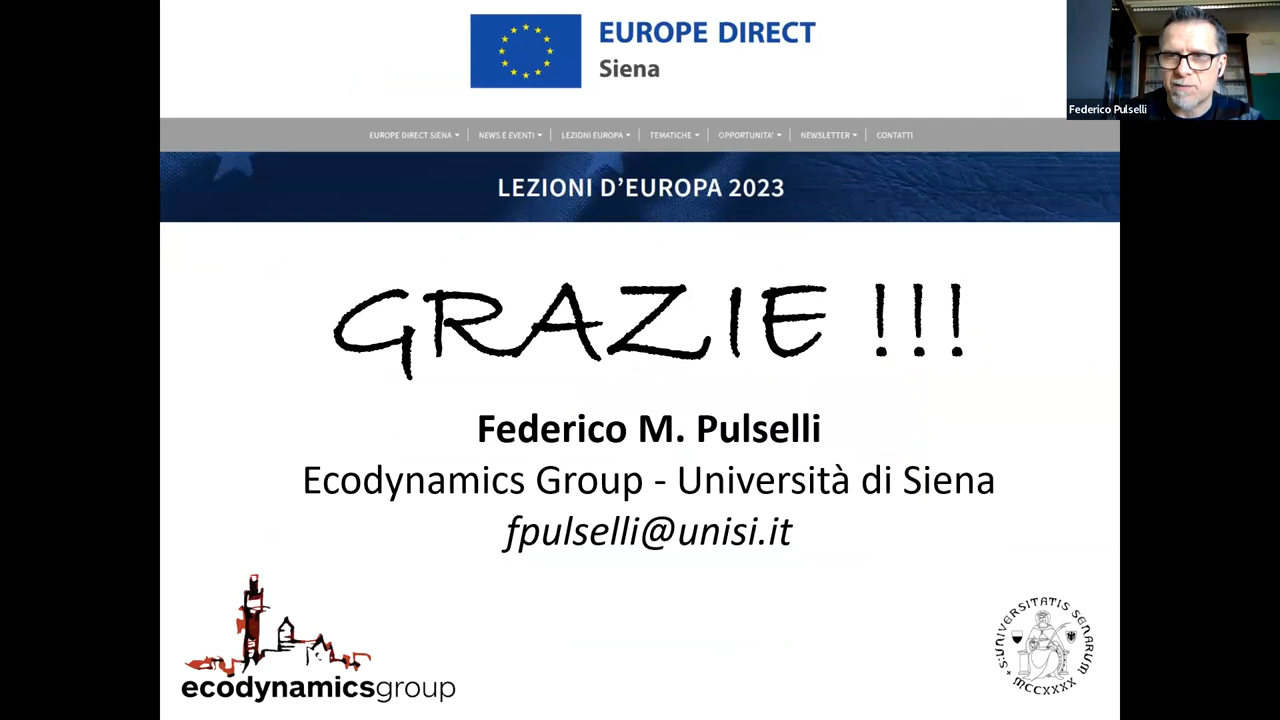 EUROPE DIRECT
Siena
Federico Pulselli
EUROPE DIRECT SIENA
NEWS E EVENTI
LEZIONI EUROPA
TEMATICHE
OPPORTUNITA'
NEWSLETTER
CONTATTI
LEZIONI D'EUROPA 2023
GRAZIE !!!
Federico M. Pulselli
Ecodynamics Group - Università di Siena
fpulselli@unisi.it
ecodynamicsgroup
S:UNIVERSITATIS SENARUM
MCCXXXX